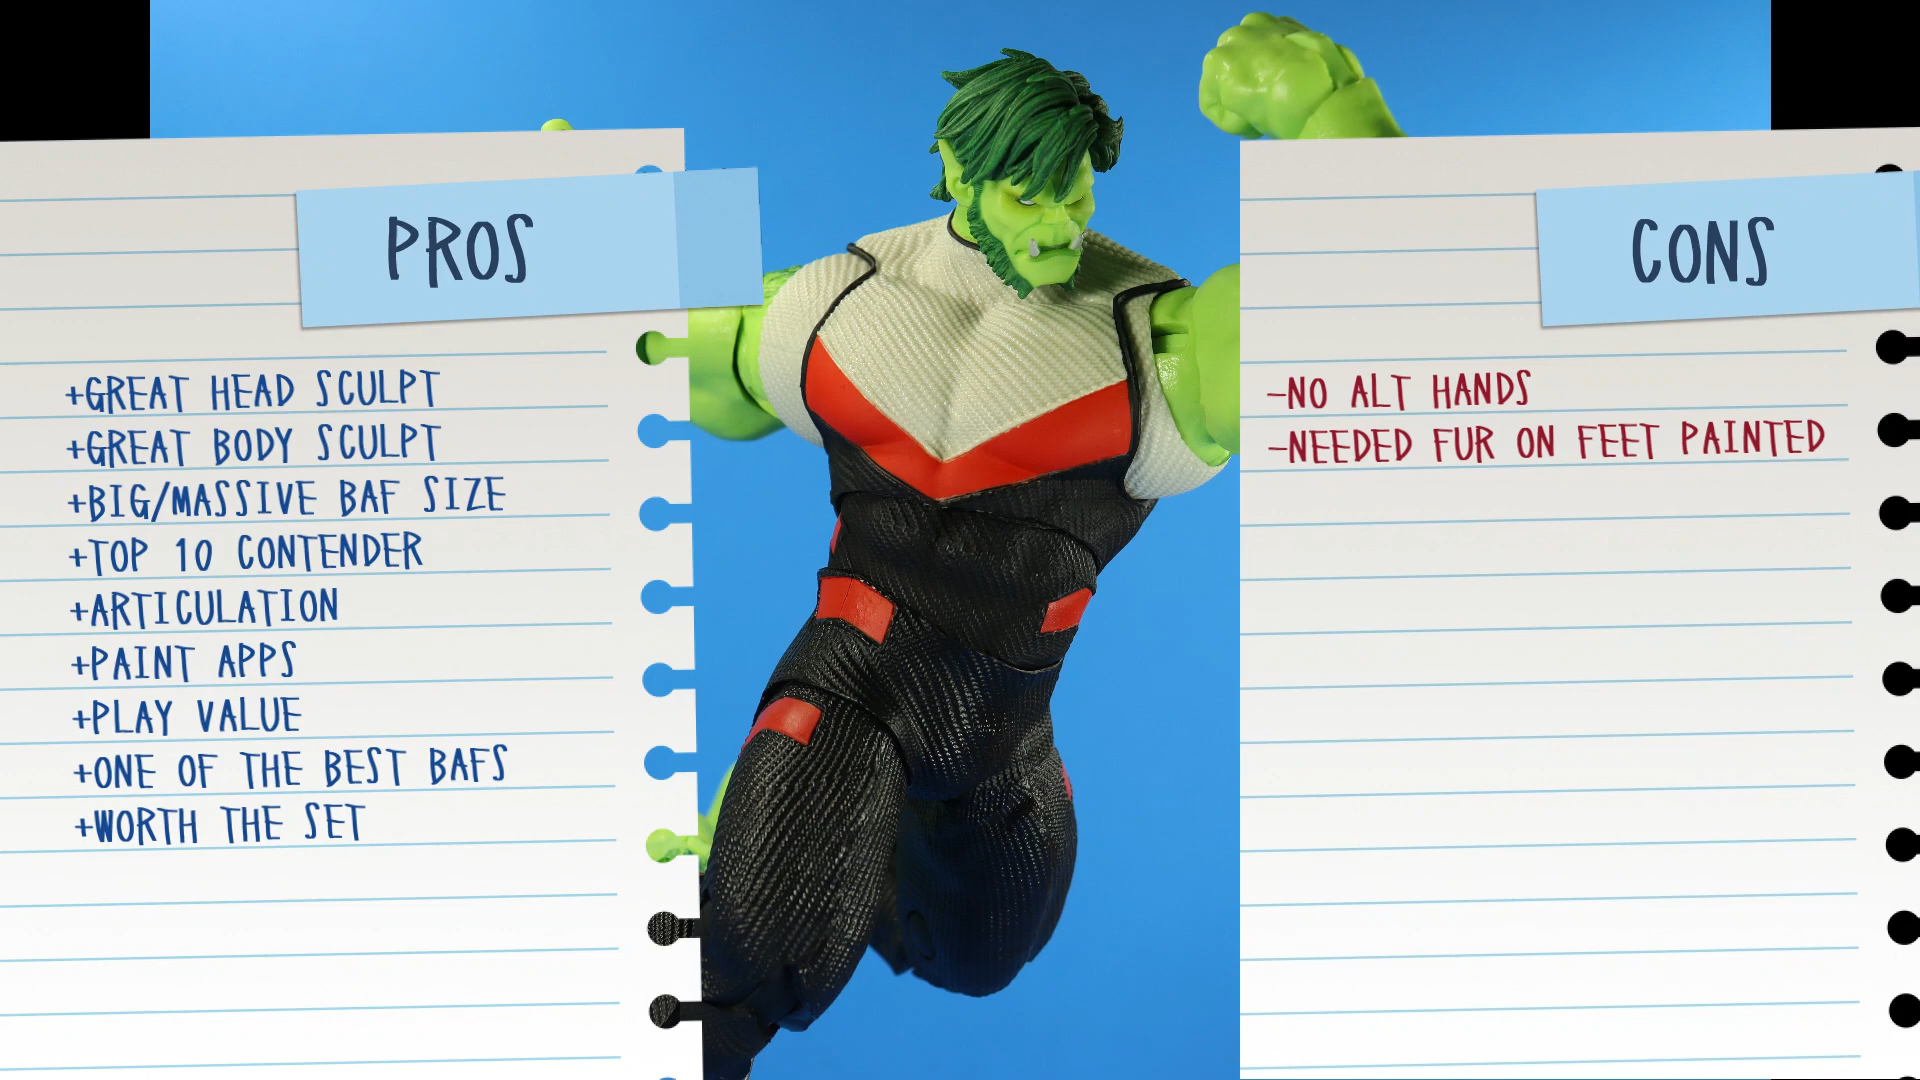 PROS
+GREAT HEAD SCULPT
+GREAT BODY SCULPT
+BIG/MASSIVE BAF SIZE
+TOP 10 CONTENDER
+ARTICULATION
+PAINT APPS
+PLAY VALUE
+ONE OF THE BEST BAFS
+WORTH THE SET
CONS
-NO ALT HANDS
-NEEDED FUR ON FEET PAINTED